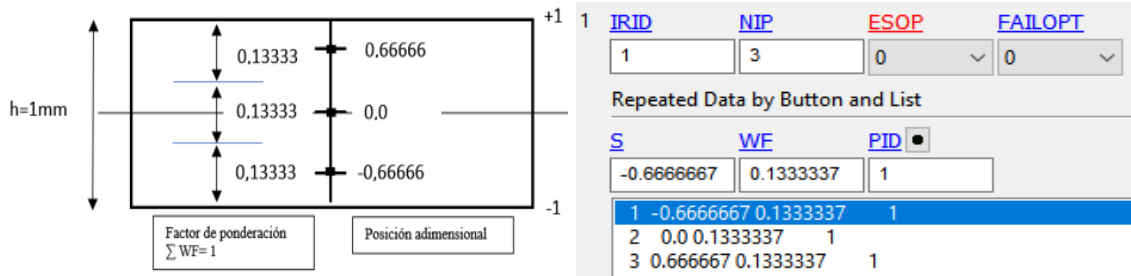 +1
0,13333 0,66666
h=1mm 0,13333 0,0
0,13333 -0,66666
-1
Factor de ponderación
∑ WF= 1
Posición adimensional
1 IRID NIP ESOP FAILOPT
1 3 0 0
Repeated Data by Button and List
S WF PID
-0.6666667 0.1333337 1
1 -0.6666667 0.1333337 1
2 0.0 0.1333337 1
3 0.666667 0.1333337 1